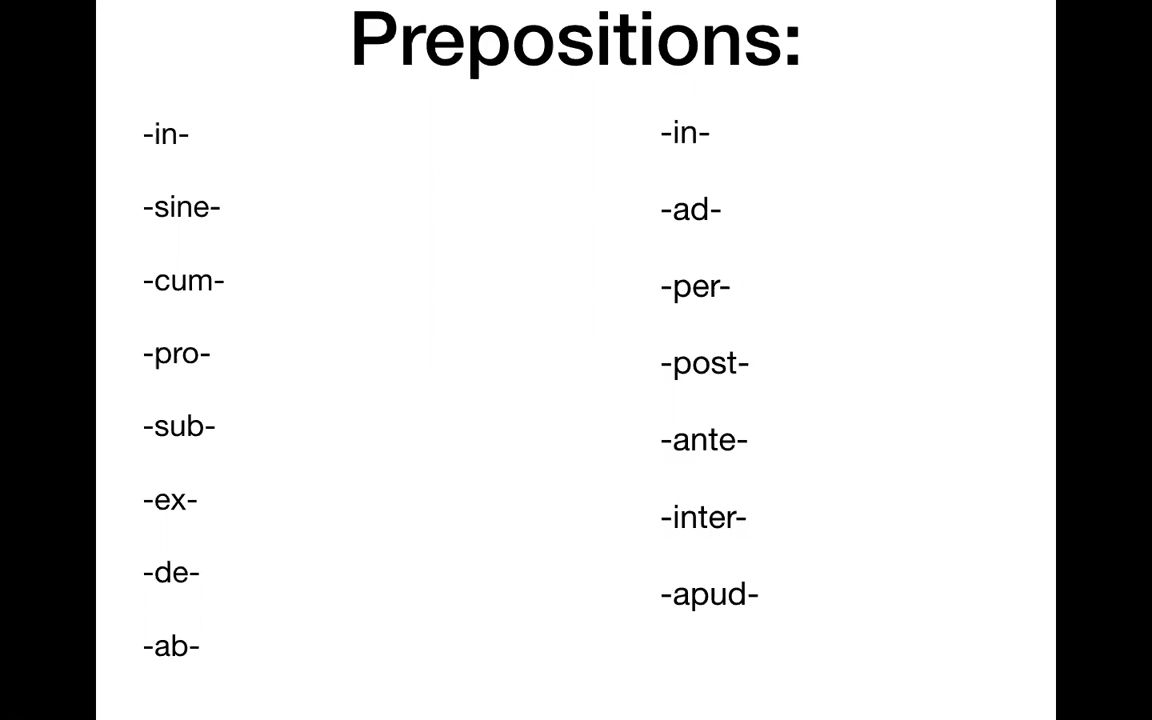 Prepositions:
-in-
-sine-
-cum-
-pro-
-sub-
-ex-
-de-
-ab-
-in-
-ad-
-per-
-post-
-ante-
-inter-
-apud-